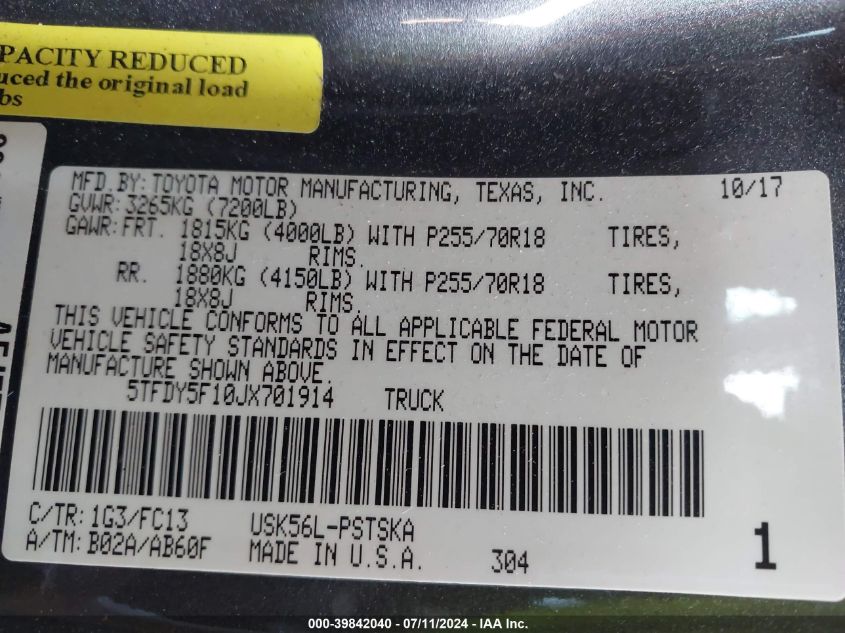 PACITY REDUCED
uced the original load
bs
MFD. BY: TOYOTA MOTOR MANUFACTURING, TEXAS, INC. 10/17
GVWR: 3265KG (7200LB)
GAWR: FRT. 1815KG (4000LB) WITH P255/70R18 TIRES,
18X8J RIMS.
RR. 1880KG (4150LB) WITH P255/70R18 TIRES,
18X8J RIMS.
THIS VEHICLE CONFORMS TO ALL APPLICABLE FEDERAL MOTOR
VEHICLE SAFETY STANDARDS IN EFFECT ON THE DATE OF
MANUFACTURE SHOWN ABOVE.
5TFDY5F10JX701914 TRUCK
C/TR: 1G3/FC13 USK56L-PSTSKA
A/TM: B02A/AB60F MADE IN U.S.A. 304 1
000-39842040 - 07/11/2024 - IAA Inc.